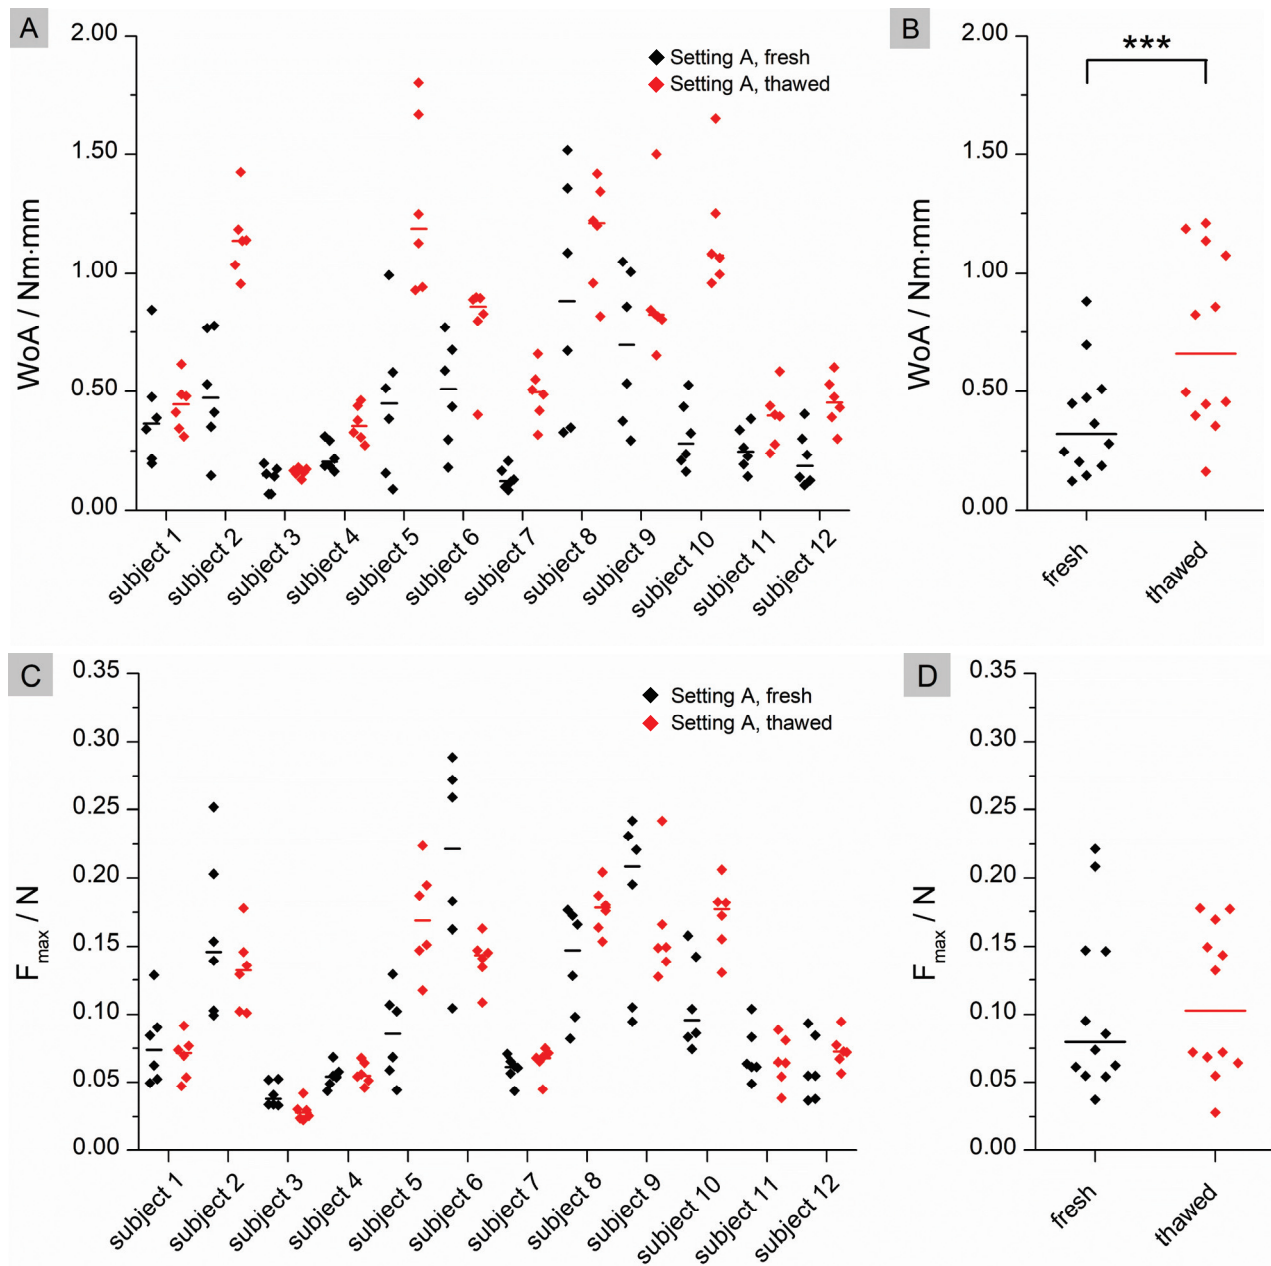 A
WoA / Nm·mm
2.00
1.50
1.00
0.50
0.00
Setting A, fresh
Setting A, thawed
subject 1
subject 2
subject 3
subject 4
subject 5
subject 6
subject 7
subject 8
subject 9
subject 10
subject 11
subject 12
B
WoA / Nm·mm
2.00
1.50
1.00
0.50
0.00
***
fresh
thawed
C
Fmax / N
0.35
0.30
0.25
0.20
0.15
0.10
0.05
0.00
Setting A, fresh
Setting A, thawed
subject 1
subject 2
subject 3
subject 4
subject 5
subject 6
subject 7
subject 8
subject 9
subject 10
subject 11
subject 12
D
Fmax / N
0.35
0.30
0.25
0.20
0.15
0.10
0.05
0.00
fresh
thawed